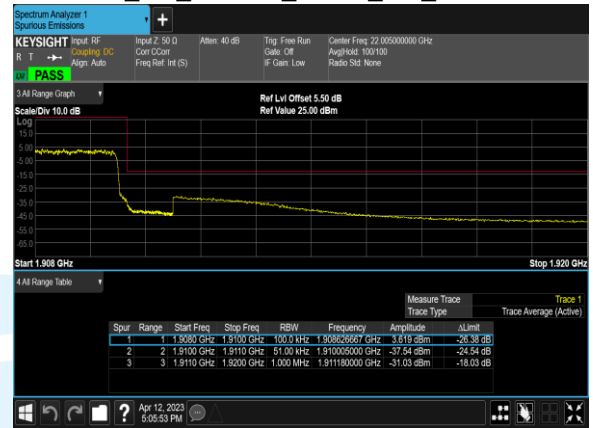 Spectrum Analyzer 1
Spurious Emissions
KEYSIGHT Input: RF Input Z: 50 Ω Atten: 40 dB Trig: Free Run Center Freq: 22.005000000 GHz
R T Coupling: DC Corr CCorr Gate: Off Avg|Hold: 100/100
Align: Auto Freq Ref: Int (S) IF Gain: Low Radio Std: None
PASS
3 All Range Graph
Ref Lvl Offset 5.50 dB
Scale/Div 10.0 dB Ref Value 25.00 dBm
Log
15.0
5.00
-5.00
-15.0
-25.0
-35.0
-45.0
-55.0
-65.0
Start 1.908 GHz Stop 1.920 GHz
4 All Range Table
Measure Trace Trace 1
Trace Type Trace Average (Active)
Spur Range Start Freq Stop Freq RBW Frequency Amplitude ΔLimit
1 1 1.9080 GHz 1.9100 GHz 100.0 kHz 1.908626667 GHz 3.619 dBm -26.38 dB
2 2 1.9100 GHz 1.9110 GHz 51.00 kHz 1.910005000 GHz -37.54 dBm -24.54 dB
3 3 1.9110 GHz 1.9200 GHz 1.000 MHz 1.911180000 GHz -31.03 dBm -18.03 dB
? Apr 12, 2023
5:05:53 PM